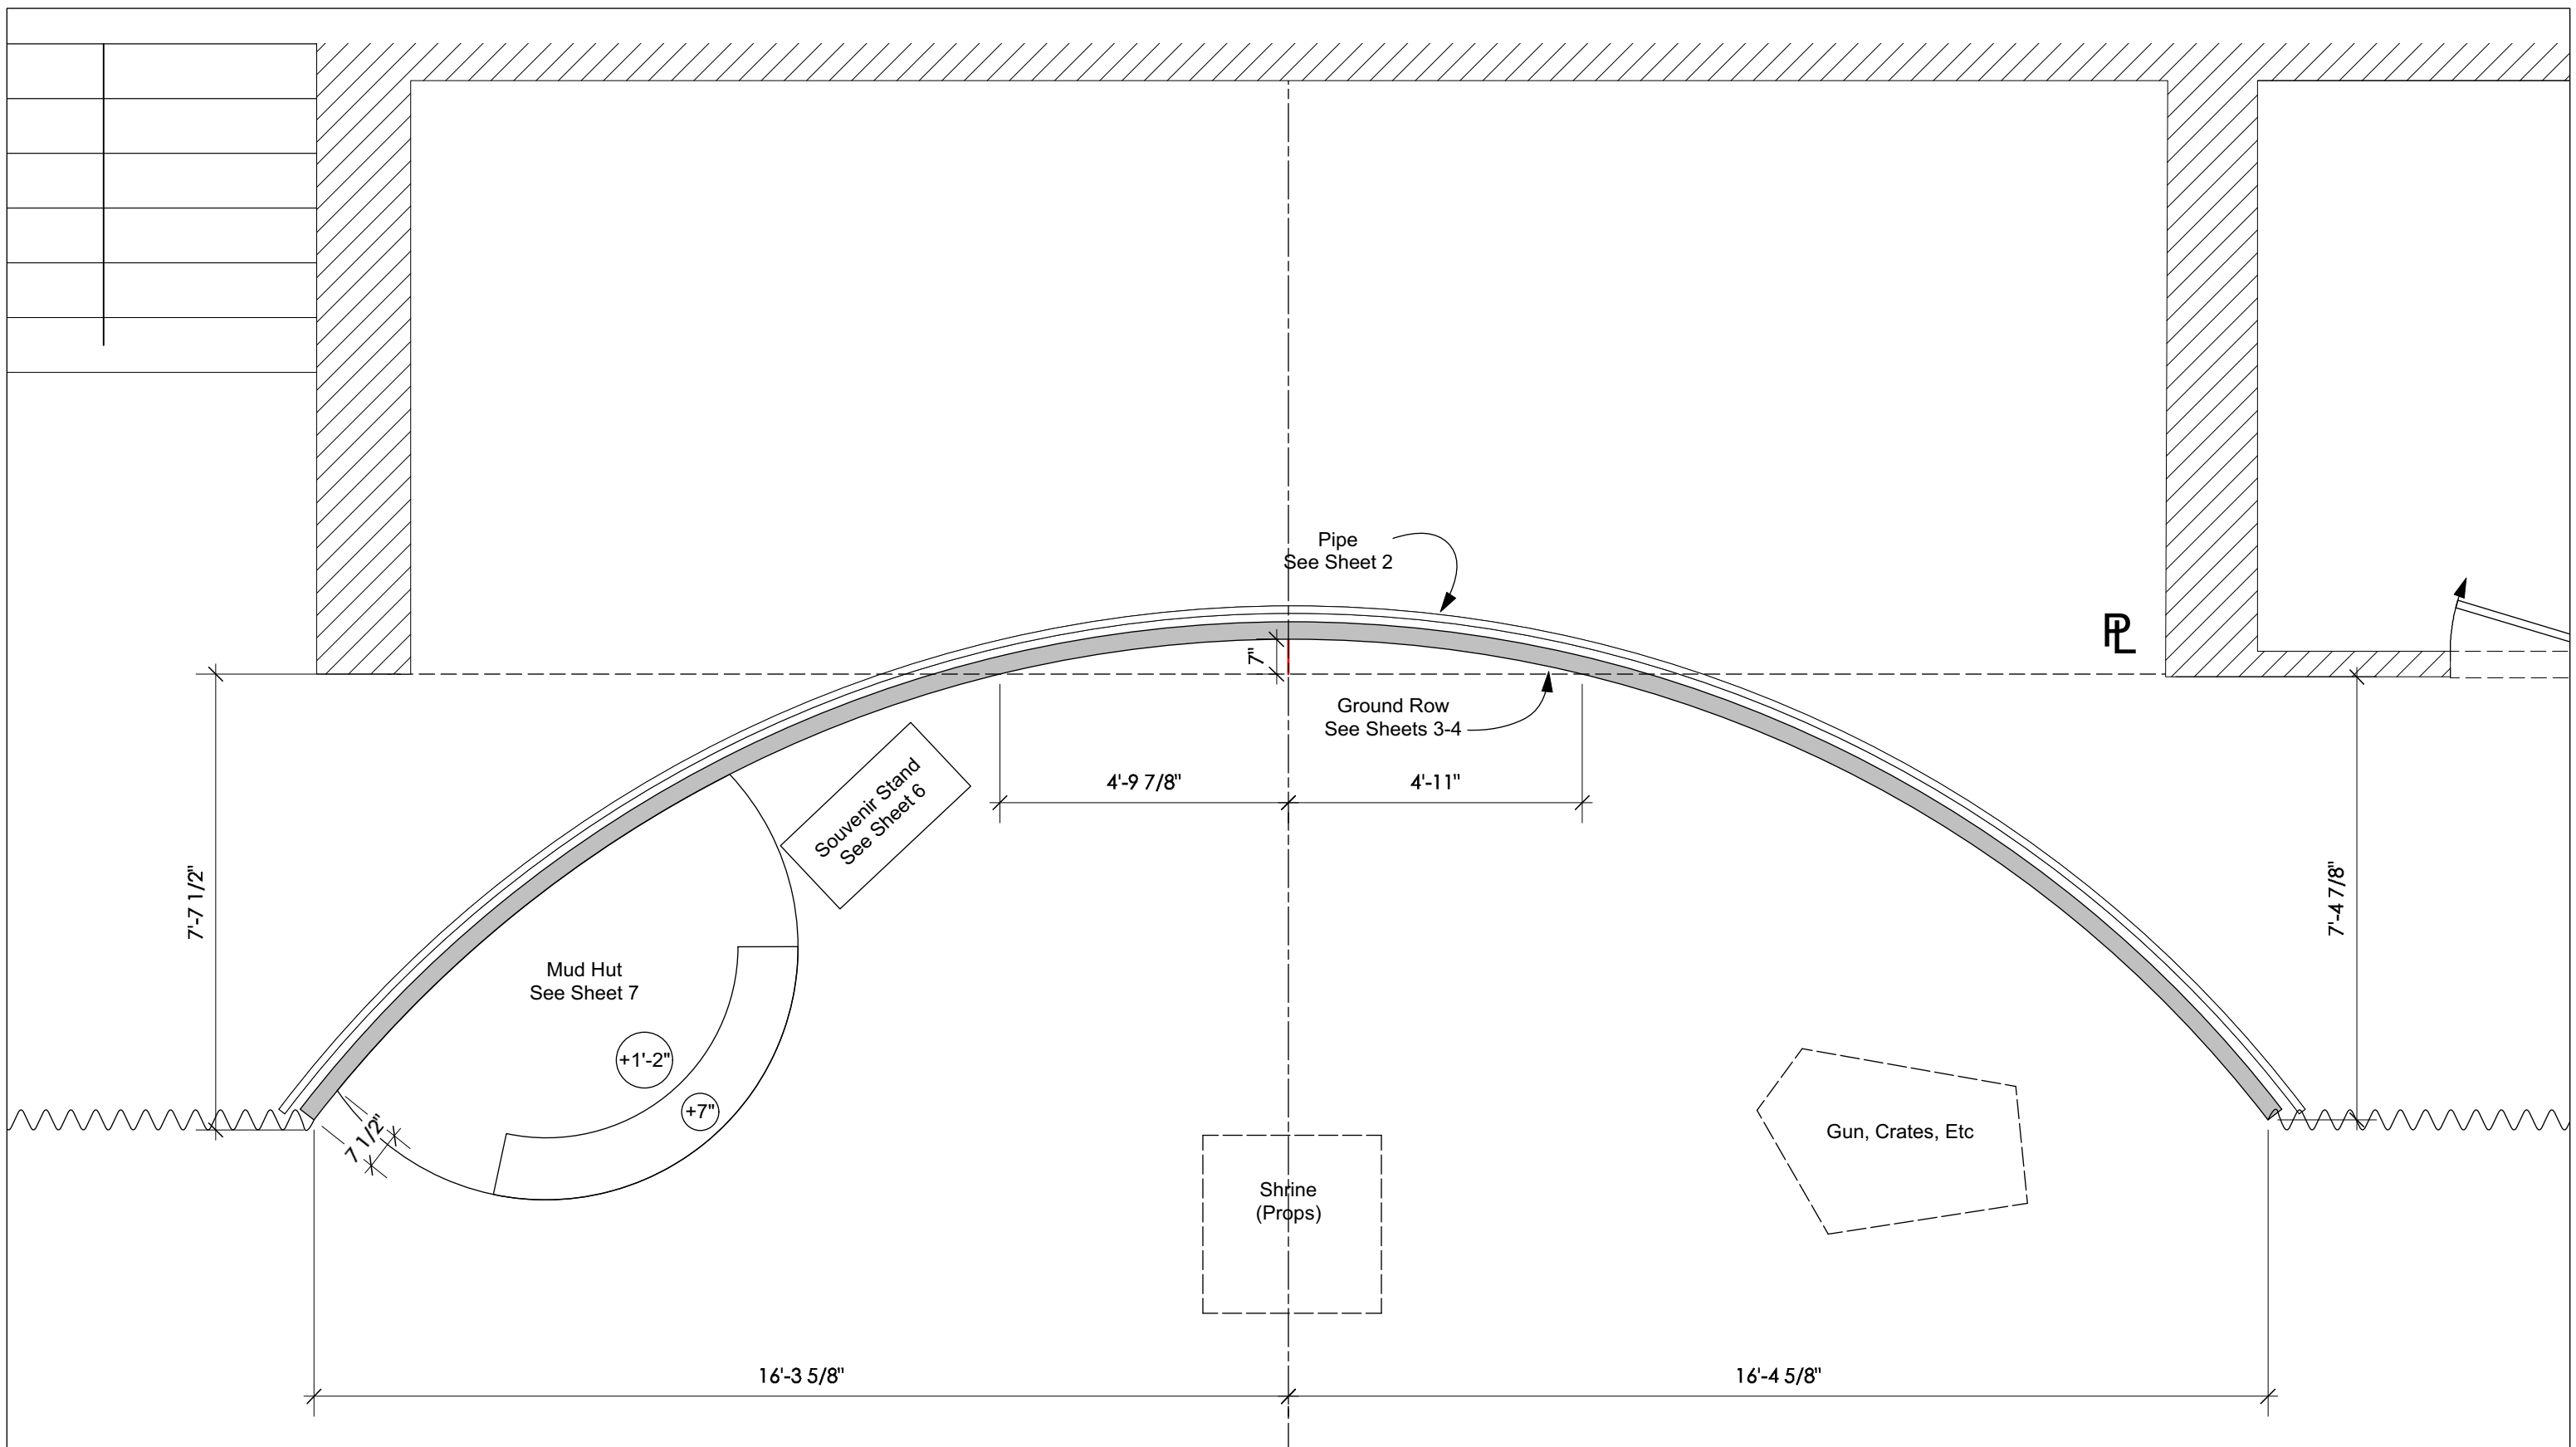 Pipe
See Sheet 2
PL
7"
Ground Row
See Sheets 3-4
Souvenir Stand
See Sheet 6
4'-9 7/8"
4'-11"
7'-7 1/2"
7'-4 7/8"
Mud Hut
See Sheet 7
+1'-2"
+7"
7 1/2"
Gun, Crates, Etc
Shrine
(Props)
16'-3 5/8"
16'-4 5/8"